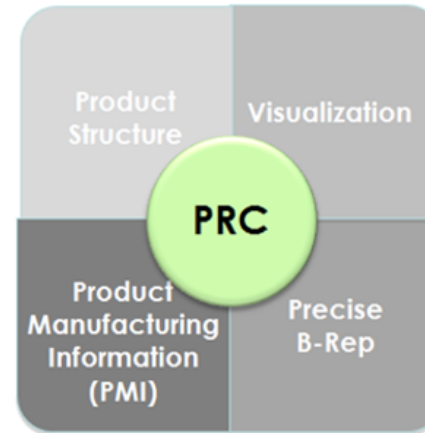 Product
Structure
Visualization
PRC
Product
Manufacturing
Information
(PMI)
Precise
B-Rep